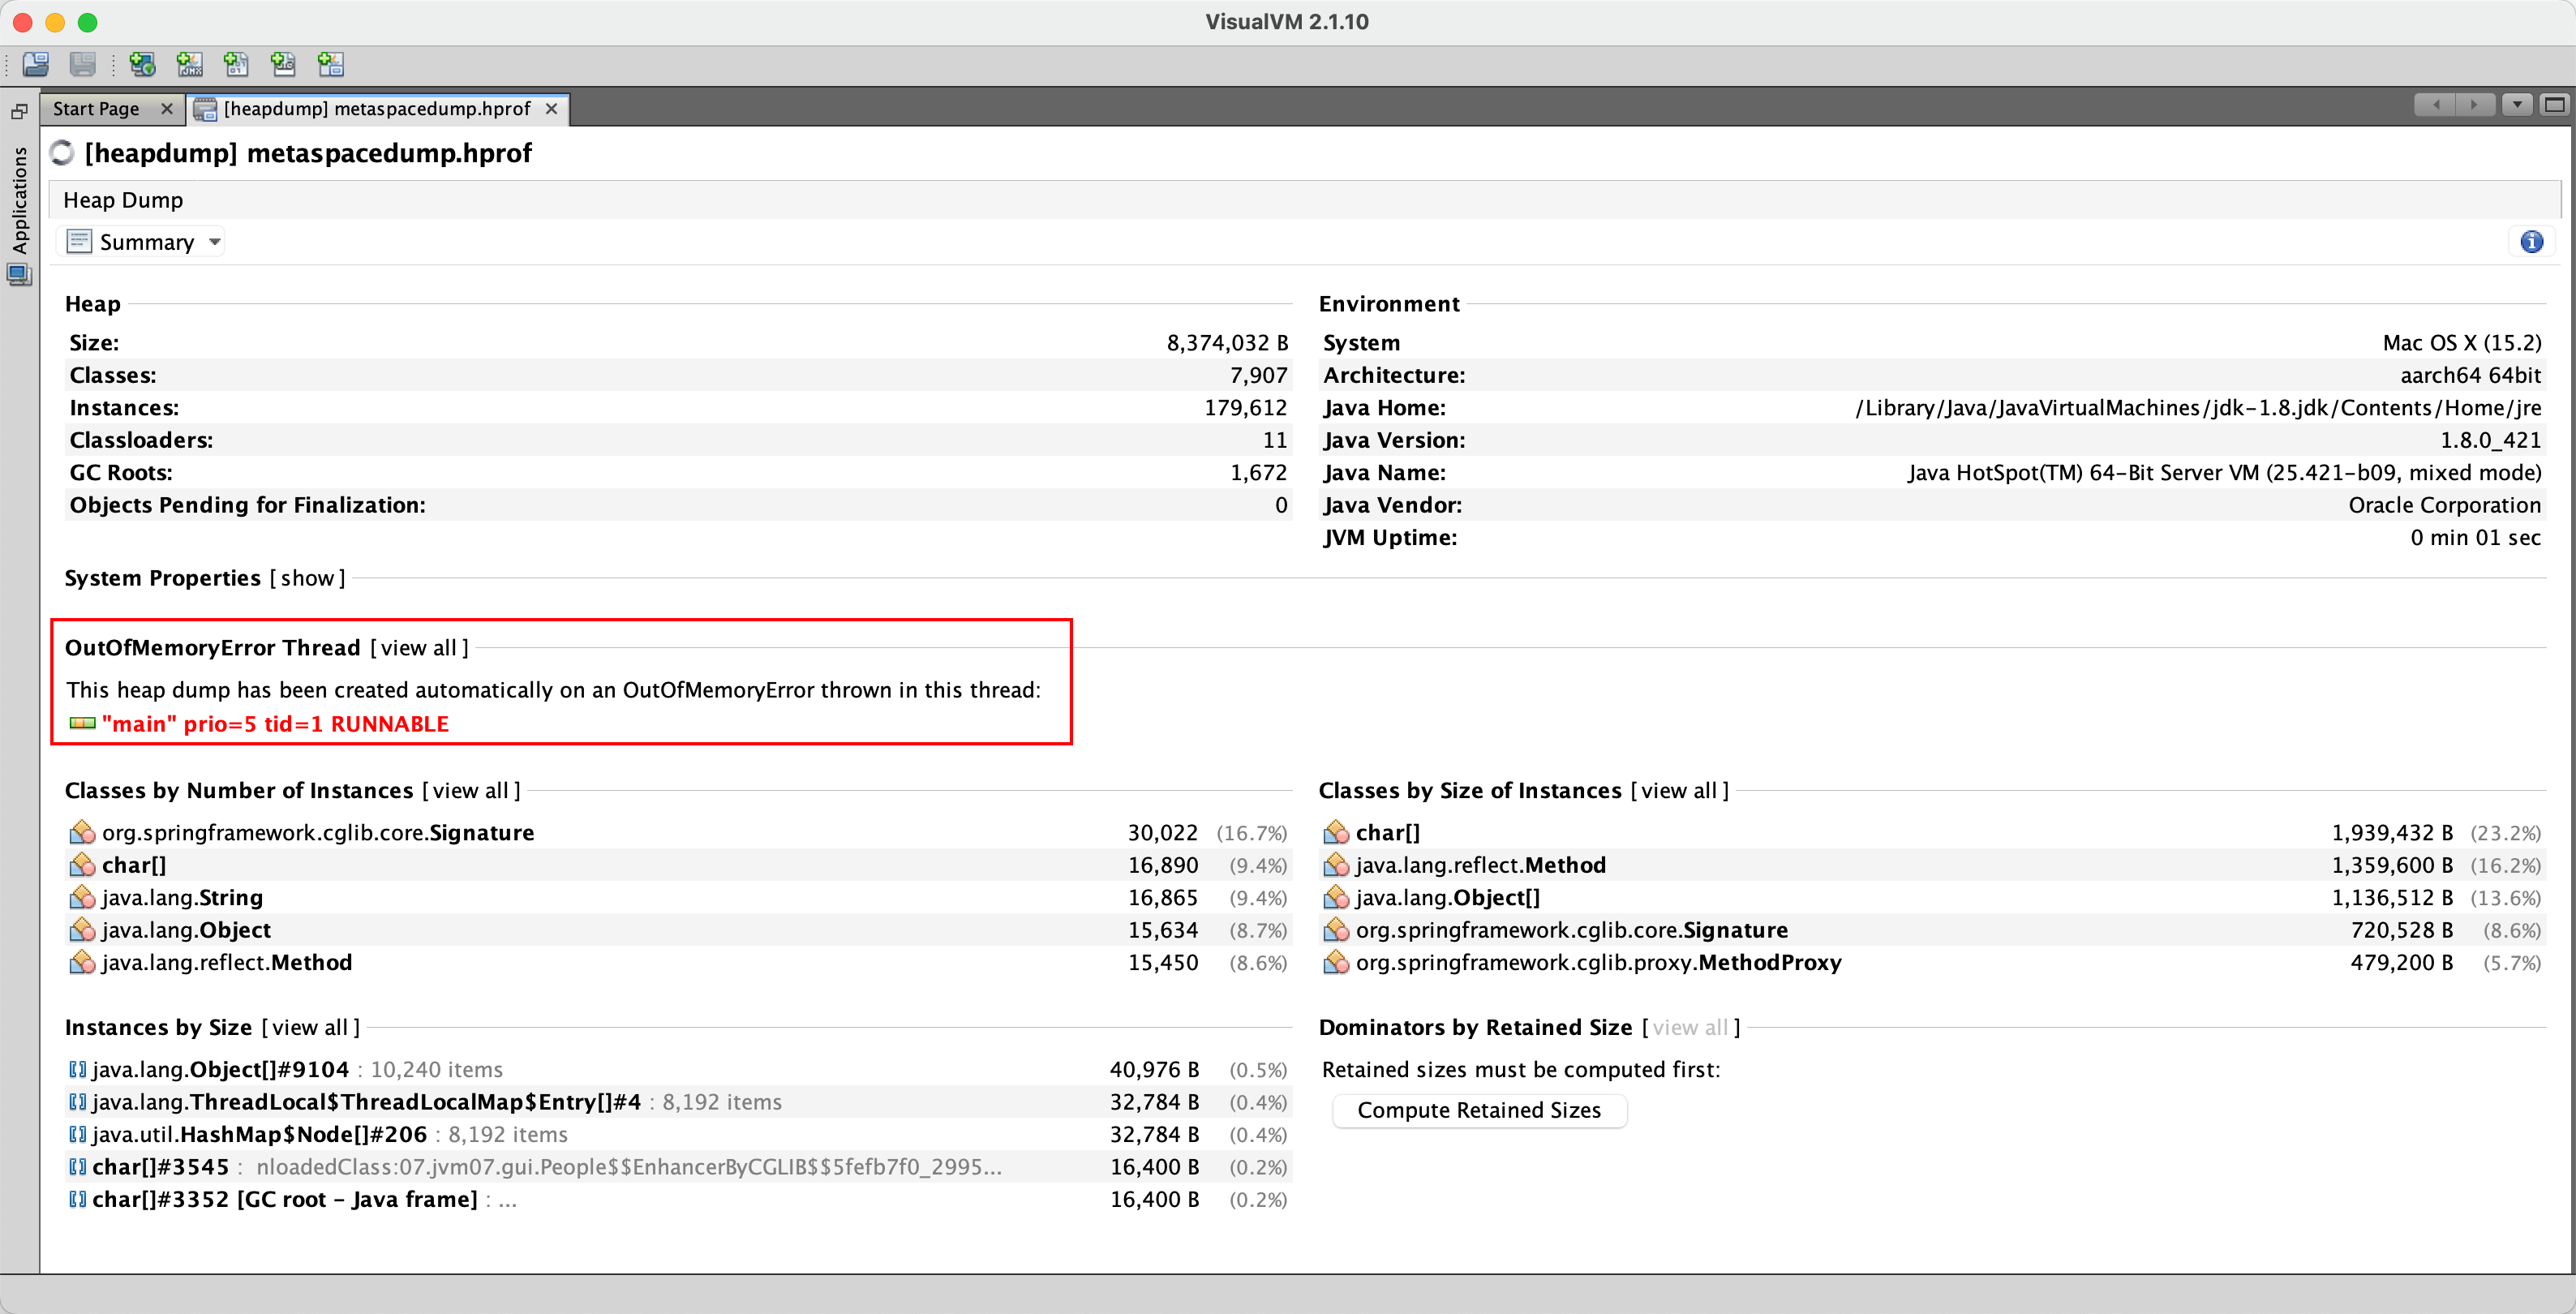 VisualVM 2.1.10
Start Page
[heapdump] metaspacedump.hprof
Applications
[heapdump] metaspacedump.hprof
Heap Dump
Summary
Heap
Size: 8,374,032 B
Classes: 7,907
Instances: 179,612
Classloaders: 11
GC Roots: 1,672
Objects Pending for Finalization: 0
Environment
System Mac OS X (15.2)
Architecture: aarch64 64bit
Java Home: /Library/Java/JavaVirtualMachines/jdk-1.8.jdk/Contents/Home/jre
Java Version: 1.8.0_421
Java Name: Java HotSpot(TM) 64-Bit Server VM (25.421-b09, mixed mode)
Java Vendor: Oracle Corporation
JVM Uptime: 0 min 01 sec
System Properties [show]
OutOfMemoryError Thread [view all]
This heap dump has been created automatically on an OutOfMemoryError thrown in this thread:
"main" prio=5 tid=1 RUNNABLE
Classes by Number of Instances [view all]
org.springframework.cglib.core.Signature 30,022 (16.7%)
char[] 16,890 (9.4%)
java.lang.String 16,865 (9.4%)
java.lang.Object 15,634 (8.7%)
java.lang.reflect.Method 15,450 (8.6%)
Classes by Size of Instances [view all]
char[] 1,939,432 B (23.2%)
java.lang.reflect.Method 1,359,600 B (16.2%)
java.lang.Object[] 1,136,512 B (13.6%)
org.springframework.cglib.core.Signature 720,528 B (8.6%)
org.springframework.cglib.proxy.MethodProxy 479,200 B (5.7%)
Instances by Size [view all]
java.lang.Object[]#9104 : 10,240 items 40,976 B (0.5%)
java.lang.ThreadLocal$ThreadLocalMap$Entry[]#4 : 8,192 items 32,784 B (0.4%)
java.util.HashMap$Node[]#206 : 8,192 items 32,784 B (0.4%)
char[]#3545 : nloadedClass:07.jvm07.gui.People$$EnhancerByCGLIB$$5fefb7f0_2995... 16,400 B (0.2%)
char[]#3352 [GC root - Java frame] : ... 16,400 B (0.2%)
Dominators by Retained Size [view all]
Retained sizes must be computed first:
Compute Retained Sizes